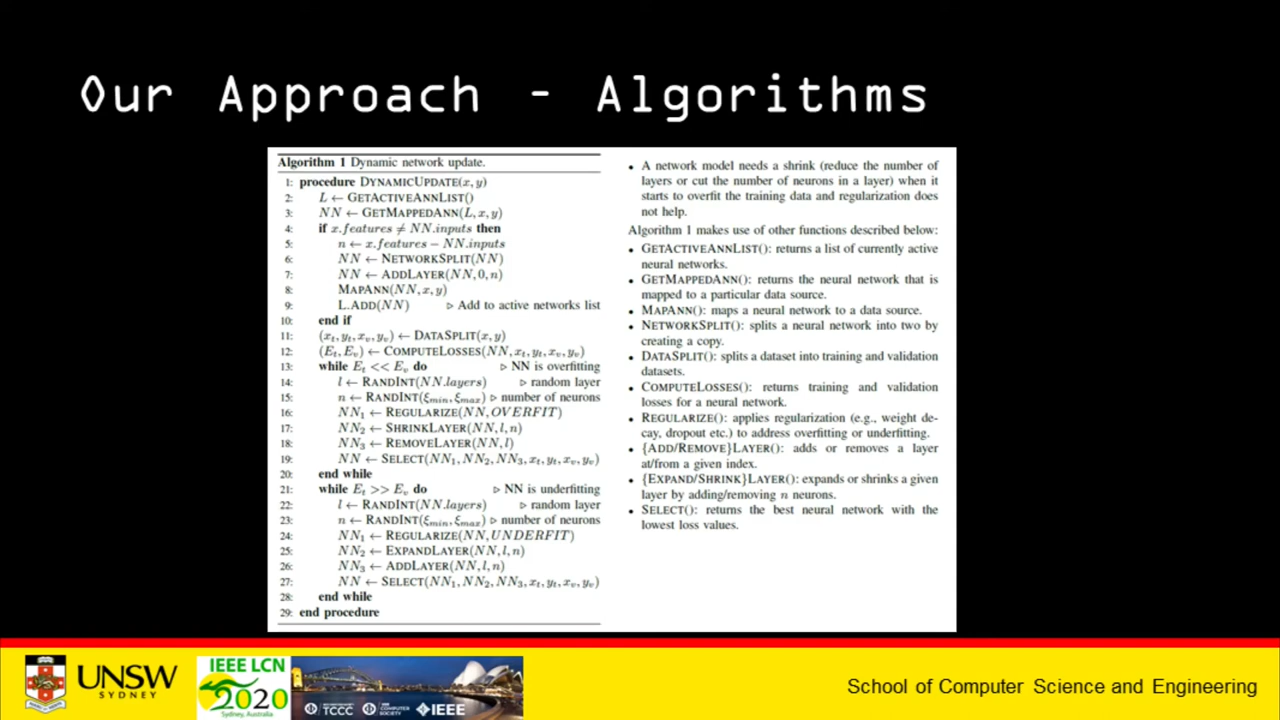 Our Approach - Algorithms
Algorithm 1 Dynamic network update.
1: procedure DYNAMICUPDATE(x, y)
2: L ← GETACTIVEANNLIST()
3: NN ← GETMAPPEDANN(L, x, y)
4: if x.features ≠ NN.inputs then
5: n ← x.features − NN.inputs
6: NN ← NETWORKSPLIT(NN)
7: NN ← ADDLAYER(NN, 0, n)
8: MAPANN(NN, x, y)
9: L.ADD(NN) ▷ Add to active networks list
10: end if
11: (x_t, y_t, x_v, y_v) ← DATASPLIT(x, y)
12: (E_t, E_v) ← COMPUTELOSSES(NN, x_t, y_t, x_v, y_v)
13: while E_t << E_v do ▷ NN is overfitting
14: l ← RANDINT(NN.layers) ▷ random layer
15: n ← RANDINT(ξ_min, ξ_max) ▷ number of neurons
16: NN_1 ← REGULARIZE(NN, OVERFIT)
17: NN_2 ← SHRINKLAYER(NN, l, n)
18: NN_3 ← REMOVELAYER(NN, l)
19: NN ← SELECT(NN_1, NN_2, NN_3, x_t, y_t, x_v, y_v)
20: end while
21: while E_t >> E_v do ▷ NN is underfitting
22: l ← RANDINT(NN.layers) ▷ random layer
23: n ← RANDINT(ξ_min, ξ_max) ▷ number of neurons
24: NN_1 ← REGULARIZE(NN, UNDERFIT)
25: NN_2 ← EXPANDLAYER(NN, l, n)
26: NN_3 ← ADDLAYER(NN, l, n)
27: NN ← SELECT(NN_1, NN_2, NN_3, x_t, y_t, x_v, y_v)
28: end while
29: end procedure
• A network model needs a shrink (reduce the number of
layers or cut the number of neurons in a layer) when it
starts to overfit the training data and regularization does
not help.
Algorithm 1 makes use of other functions described below:
• GETACTIVEANNLIST(): returns a list of currently active
neural networks.
• GETMAPPEDANN(): returns the neural network that is
mapped to a particular data source.
• MAPANN(): maps a neural network to a data source.
• NETWORKSPLIT(): splits a neural network into two by
creating a copy.
• DATASPLIT(): splits a dataset into training and validation
datasets.
• COMPUTELOSSES(): returns training and validation
losses for a neural network.
• REGULARIZE(): applies regularization (e.g., weight de-
cay, dropout etc.) to address overfitting or underfitting.
• {ADD/REMOVE}LAYER(): adds or removes a layer
at/from a given index.
• {EXPAND/SHRINK}LAYER(): expands or shrinks a given
layer by adding/removing n neurons.
• SELECT(): returns the best neural network with the
lowest loss values.
UNSW
SYDNEY
IEEE LCN
2020
Sydney, Australia
TCCC
IEEE COMPUTER SOCIETY
IEEE
School of Computer Science and Engineering